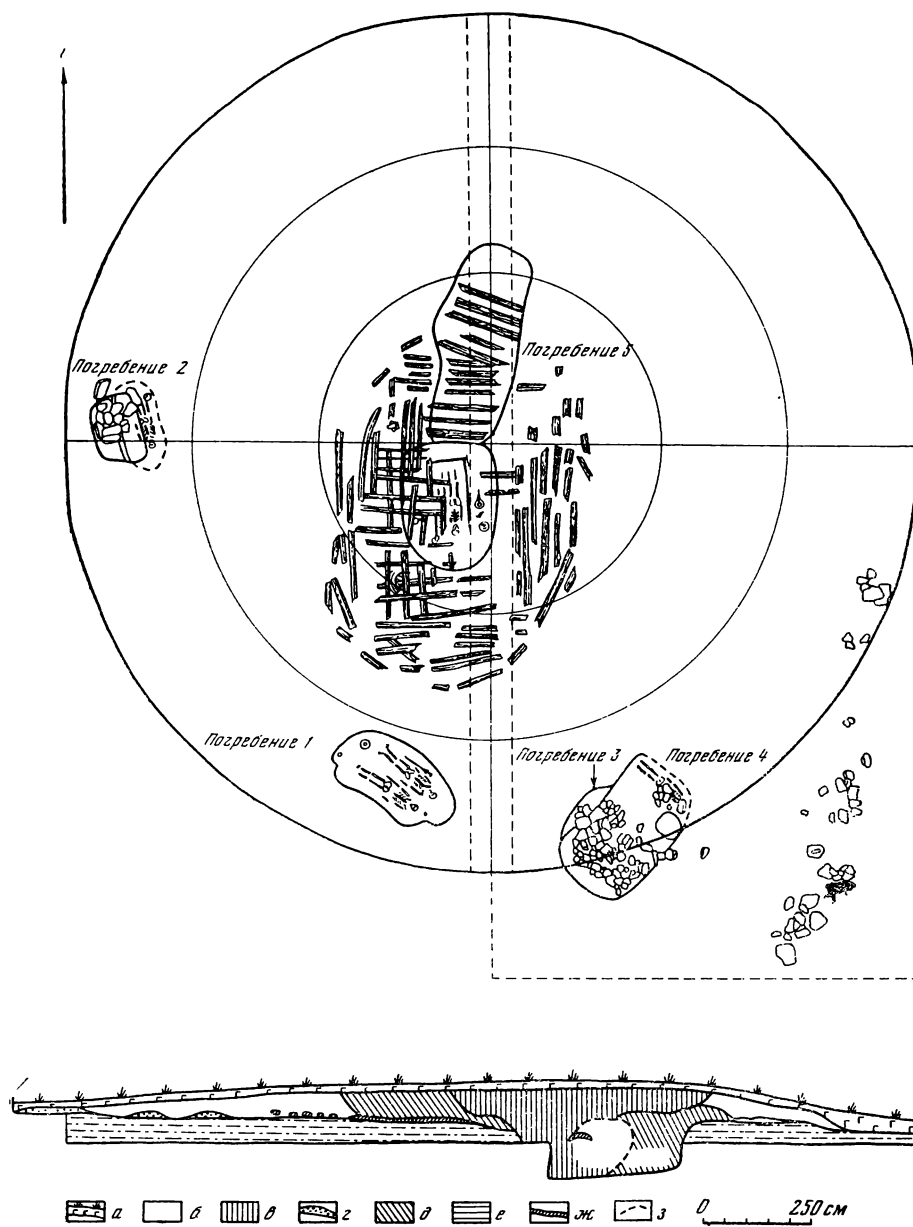 Погребение 5
Погребение 2
Погребение 1
Погребение 3
Погребение 4
а б в г д е ж з 0 250 см